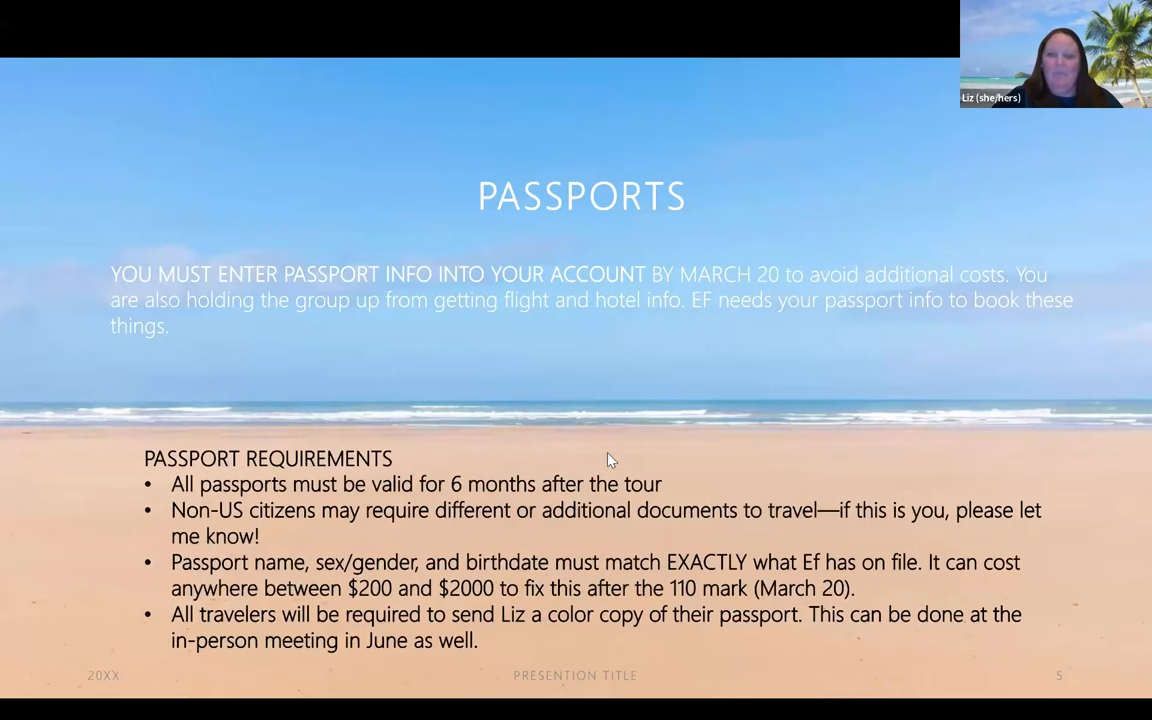 Liz (she/hers)
PASSPORTS
YOU MUST ENTER PASSPORT INFO INTO YOUR ACCOUNT BY MARCH 20 to avoid additional costs. You
are also holding the group up from getting flight and hotel info. EF needs your passport info to book these
things.
PASSPORT REQUIREMENTS
• All passports must be valid for 6 months after the tour
• Non-US citizens may require different or additional documents to travel—if this is you, please let
me know!
• Passport name, sex/gender, and birthdate must match EXACTLY what Ef has on file. It can cost
anywhere between $200 and $2000 to fix this after the 110 mark (March 20).
• All travelers will be required to send Liz a color copy of their passport. This can be done at the
in-person meeting in June as well.
20XX
PRESENTION TITLE
5